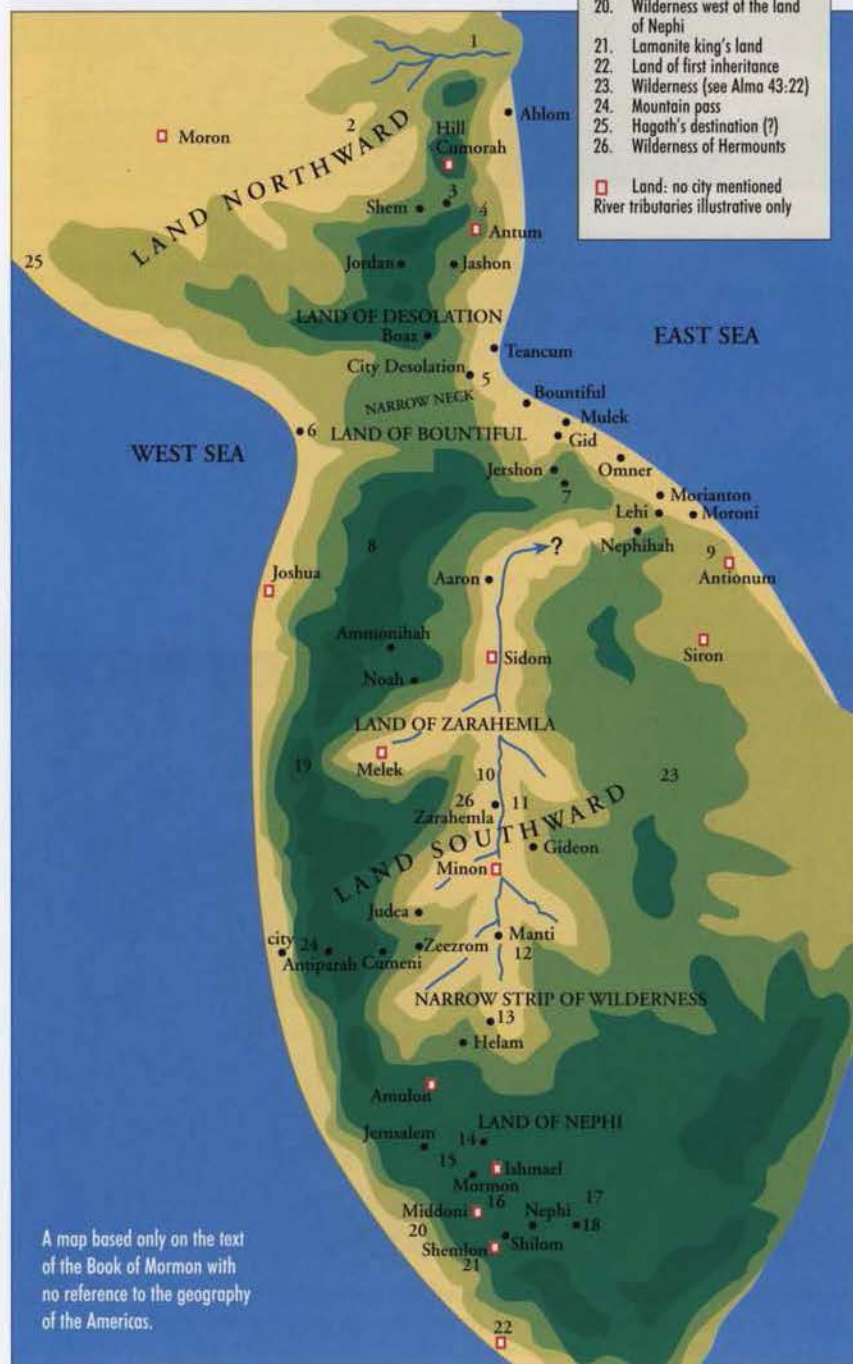 20. Wilderness west of the land
of Nephi
21. Lamanite king's land
22. Land of first inheritance
23. Wilderness (see Alma 43:22)
24. Mountain pass
25. Hagoth's destination (?)
26. Wilderness of Hermounts
Land: no city mentioned
River tributaries illustrative only
1
Ablom
2
Moron
Hill
Cumorah
LAND NORTHWARD
3
Shem
4
Antum
25
Jordan
Jashon
LAND OF DESOLATION
Boaz
EAST SEA
Teancum
City Desolation
5
NARROW NECK
Bountiful
Mulek
6
LAND OF BOUNTIFUL
Gid
WEST SEA
Omner
Jershon
7
Morianton
Lehi
Moroni
Nephihah
8
?
9
Antionum
Joshua
Aaron
Ammonihah
Sidom
Siron
Noah
LAND OF ZARAHEMLA
19
Melek
10
23
26
11
Zarahemla
LAND SOUTHWARD
Gideon
Minon
Judea
city
24
Zeezrom
Manti
Antiparah
Cumeni
12
NARROW STRIP OF WILDERNESS
13
Helam
Amulon
LAND OF NEPHI
Jerusalem
14
15
Ishmael
Mormon
16
17
Middoni
Nephi
18
20
Shilom
Shemlon
21
22
A map based only on the text
of the Book of Mormon with
no reference to the geography
of the Americas.